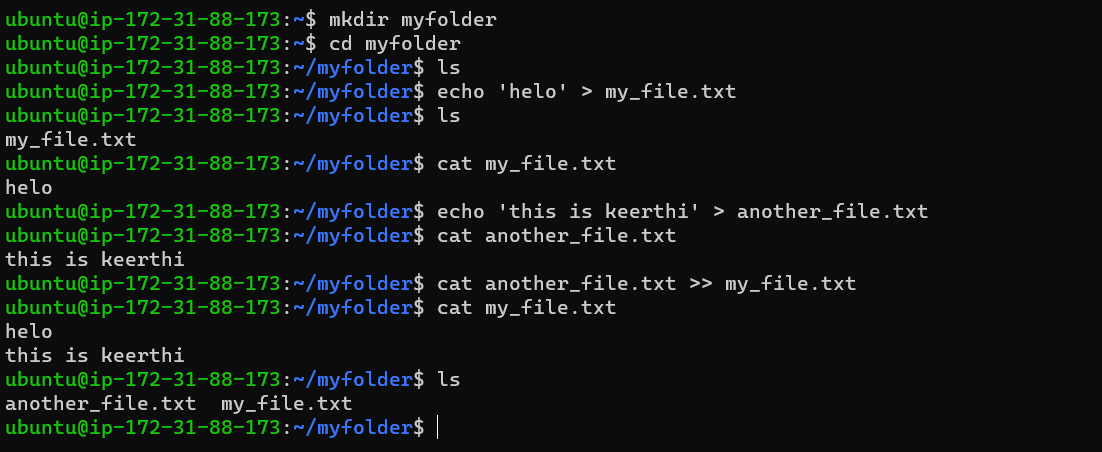 ubuntu@ip-172-31-88-173:~$ mkdir myfolder
ubuntu@ip-172-31-88-173:~$ cd myfolder
ubuntu@ip-172-31-88-173:~/myfolder$ ls
ubuntu@ip-172-31-88-173:~/myfolder$ echo 'helo' > my_file.txt
ubuntu@ip-172-31-88-173:~/myfolder$ ls
my_file.txt
ubuntu@ip-172-31-88-173:~/myfolder$ cat my_file.txt
helo
ubuntu@ip-172-31-88-173:~/myfolder$ echo 'this is keerthi' > another_file.txt
ubuntu@ip-172-31-88-173:~/myfolder$ cat another_file.txt
this is keerthi
ubuntu@ip-172-31-88-173:~/myfolder$ cat another_file.txt >> my_file.txt
ubuntu@ip-172-31-88-173:~/myfolder$ cat my_file.txt
helo
this is keerthi
ubuntu@ip-172-31-88-173:~/myfolder$ ls
another_file.txt  my_file.txt
ubuntu@ip-172-31-88-173:~/myfolder$